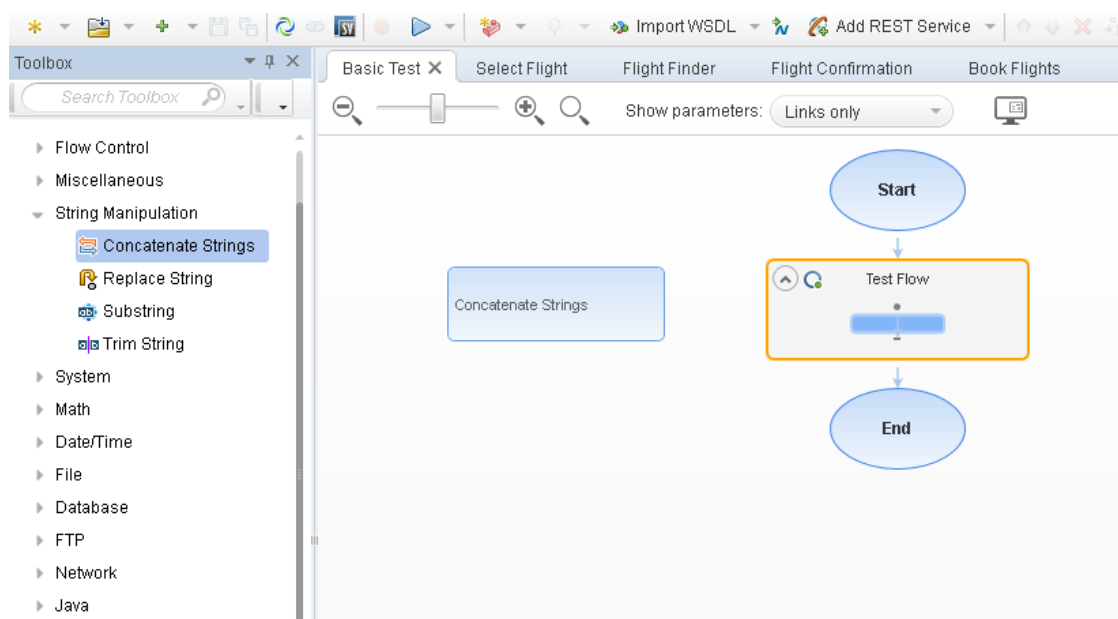 SV
Import WSDL
Add REST Service
Toolbox
Basic Test
Select Flight
Flight Finder
Flight Confirmation
Book Flights
Search Toolbox
Show parameters:
Links only
Flow Control
Miscellaneous
String Manipulation
Concatenate Strings
Replace String
Substring
Trim String
System
Math
Date/Time
File
Database
FTP
Network
Java
Start
Concatenate Strings
Test Flow
End